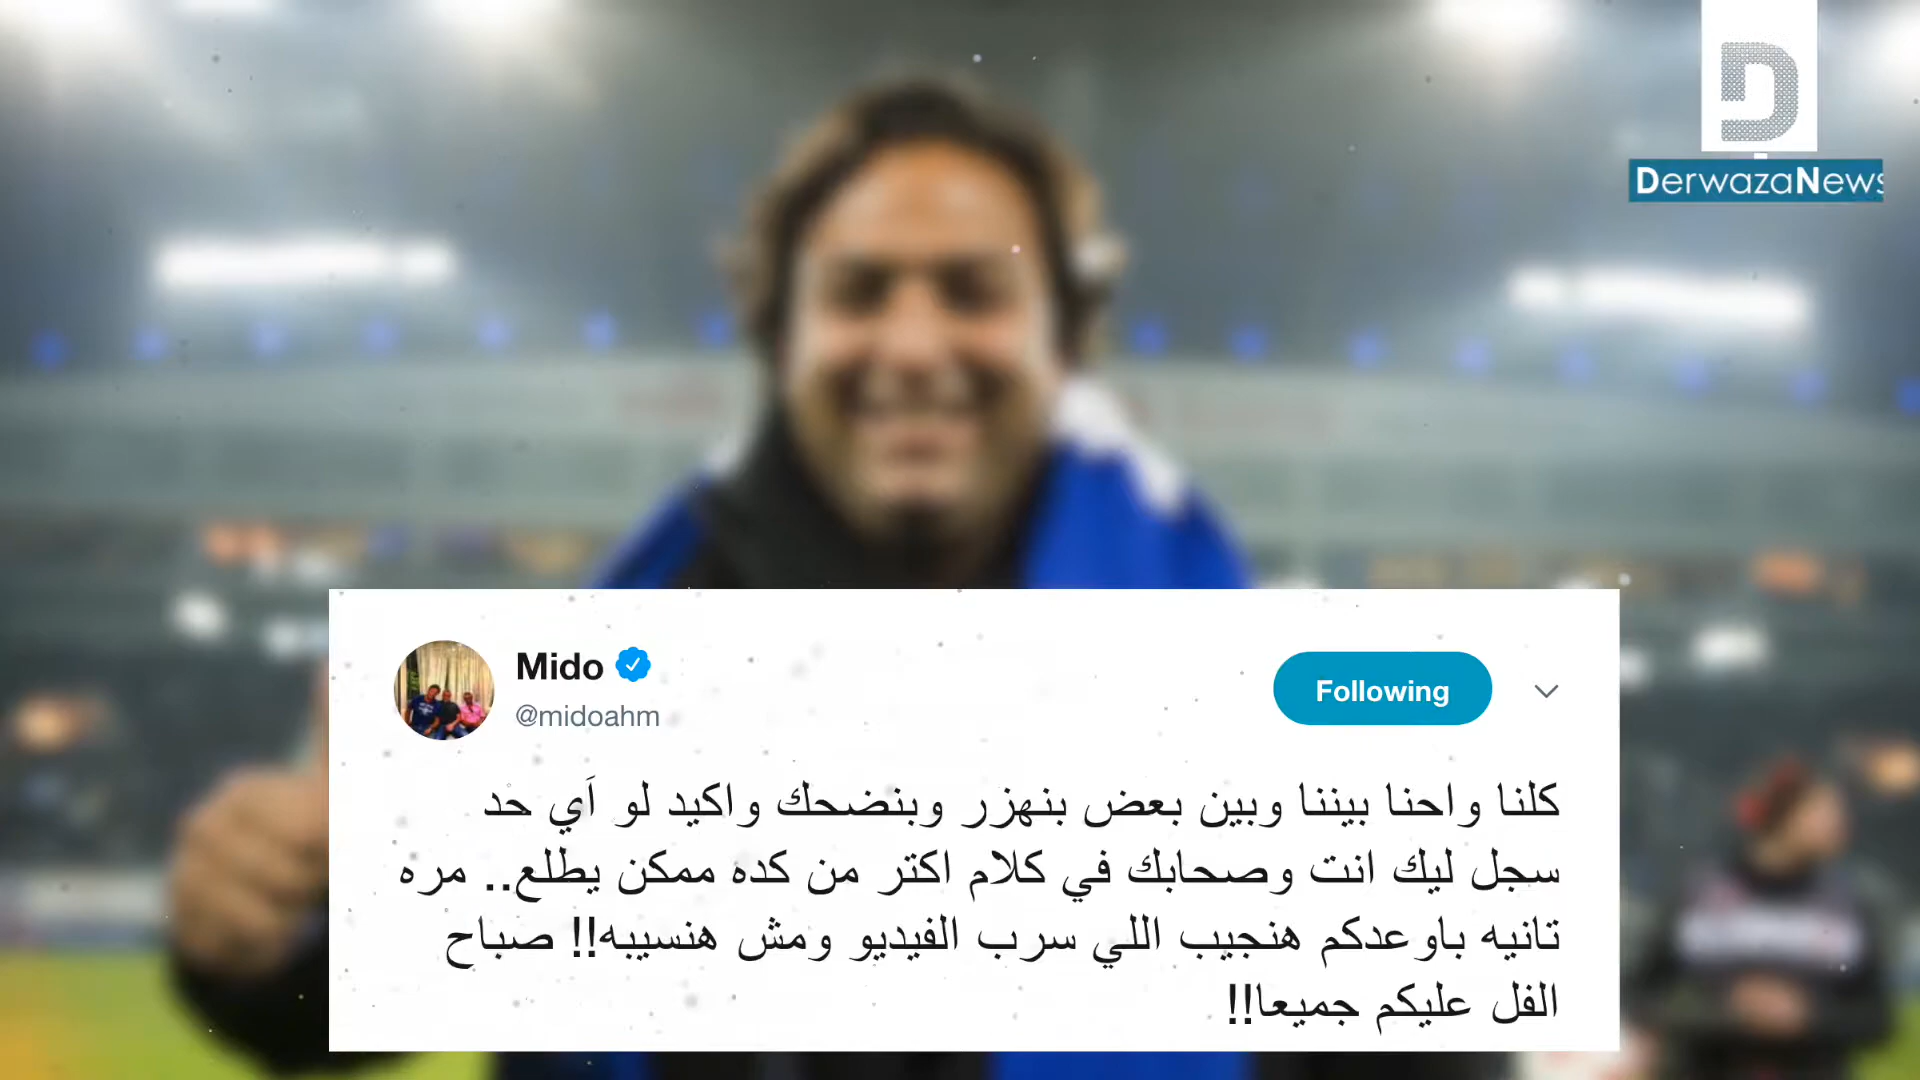 DerwazaNews
Mido
@midoahm
Following
كلنا واحنا بيننا وبين بعض بنهزر وبنضحك واكيد لو اَي حد
سجل ليك انت وصحابك في كلام اكتر من كده ممكن يطلع.. مره
تانيه باوعدكم هنجيب اللي سرب الفيديو ومش هنسيبه!! صباح
الفل عليكم جميعا!!